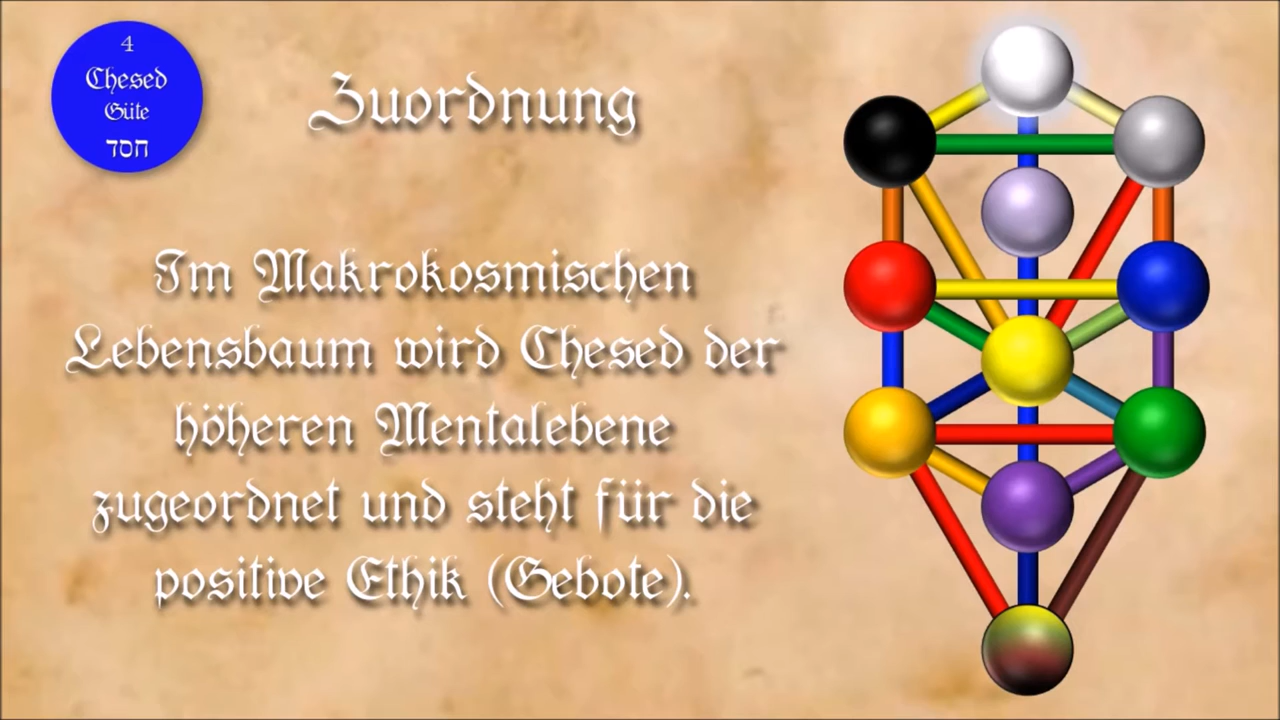 4
Chesed
Güte
חסד
Zuordnung
Im Makrokosmischen
Lebensbaum wird Chesed der
höheren Mentalebene
zugeordnet und steht für die
positive Ethik (Gebote).